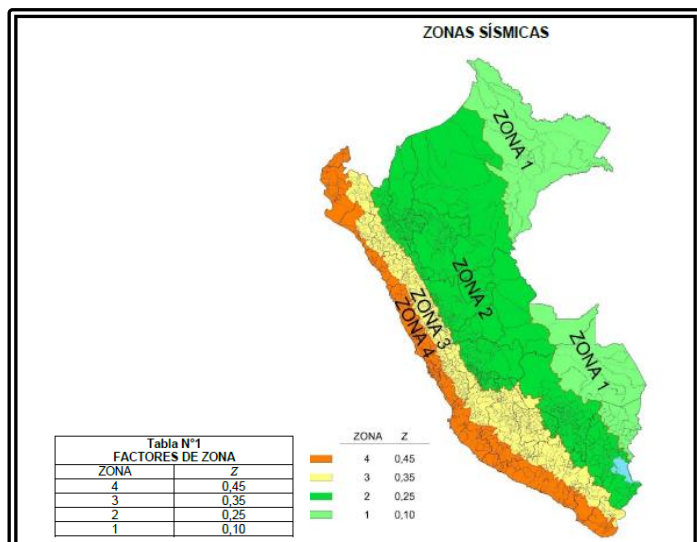 ZONAS SÍSMICAS
ZONA 1
ZONA 2
ZONA 3
ZONA 4
ZONA 1
Tabla N°1
FACTORES DE ZONA
ZONA Z
4 0,45
3 0,35
2 0,25
1 0,10
ZONA Z
4 0,45
3 0,35
2 0,25
1 0,10